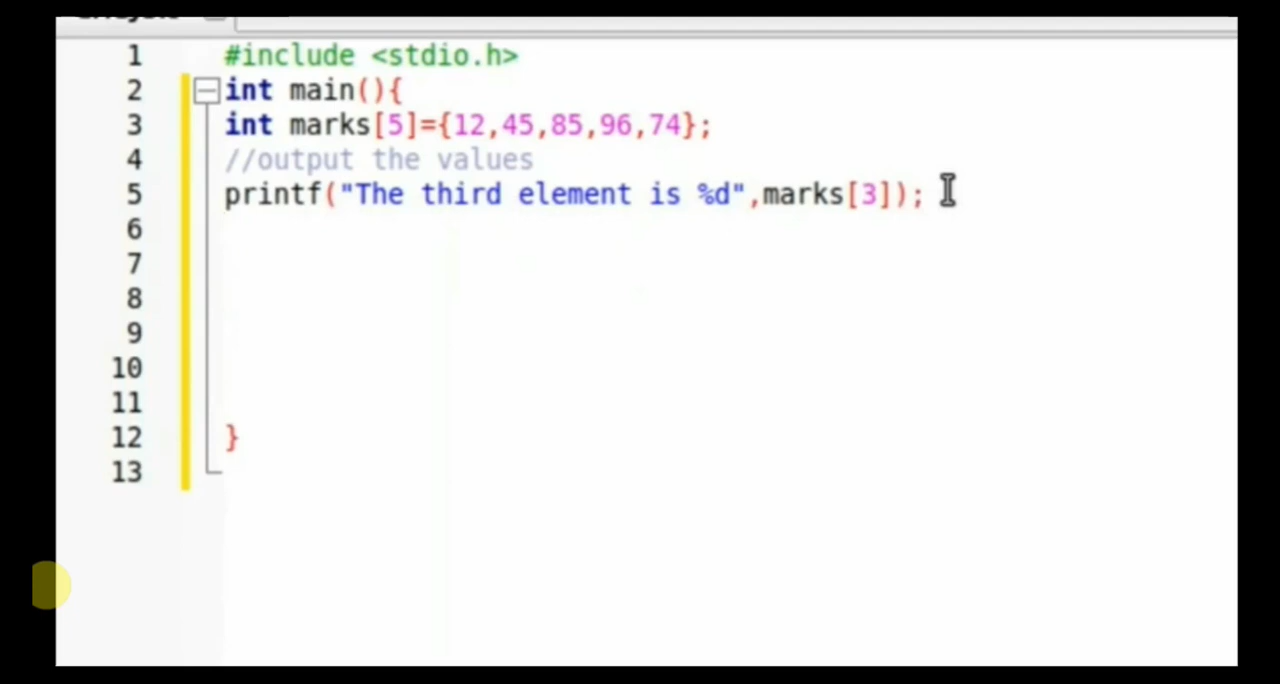 1 #include <stdio.h>
2 int main(){
3 int marks[5]={12,45,85,96,74};
4 //output the values
5 printf("The third element is %d",marks[3]);
6
7
8
9
10
11
12 }
13